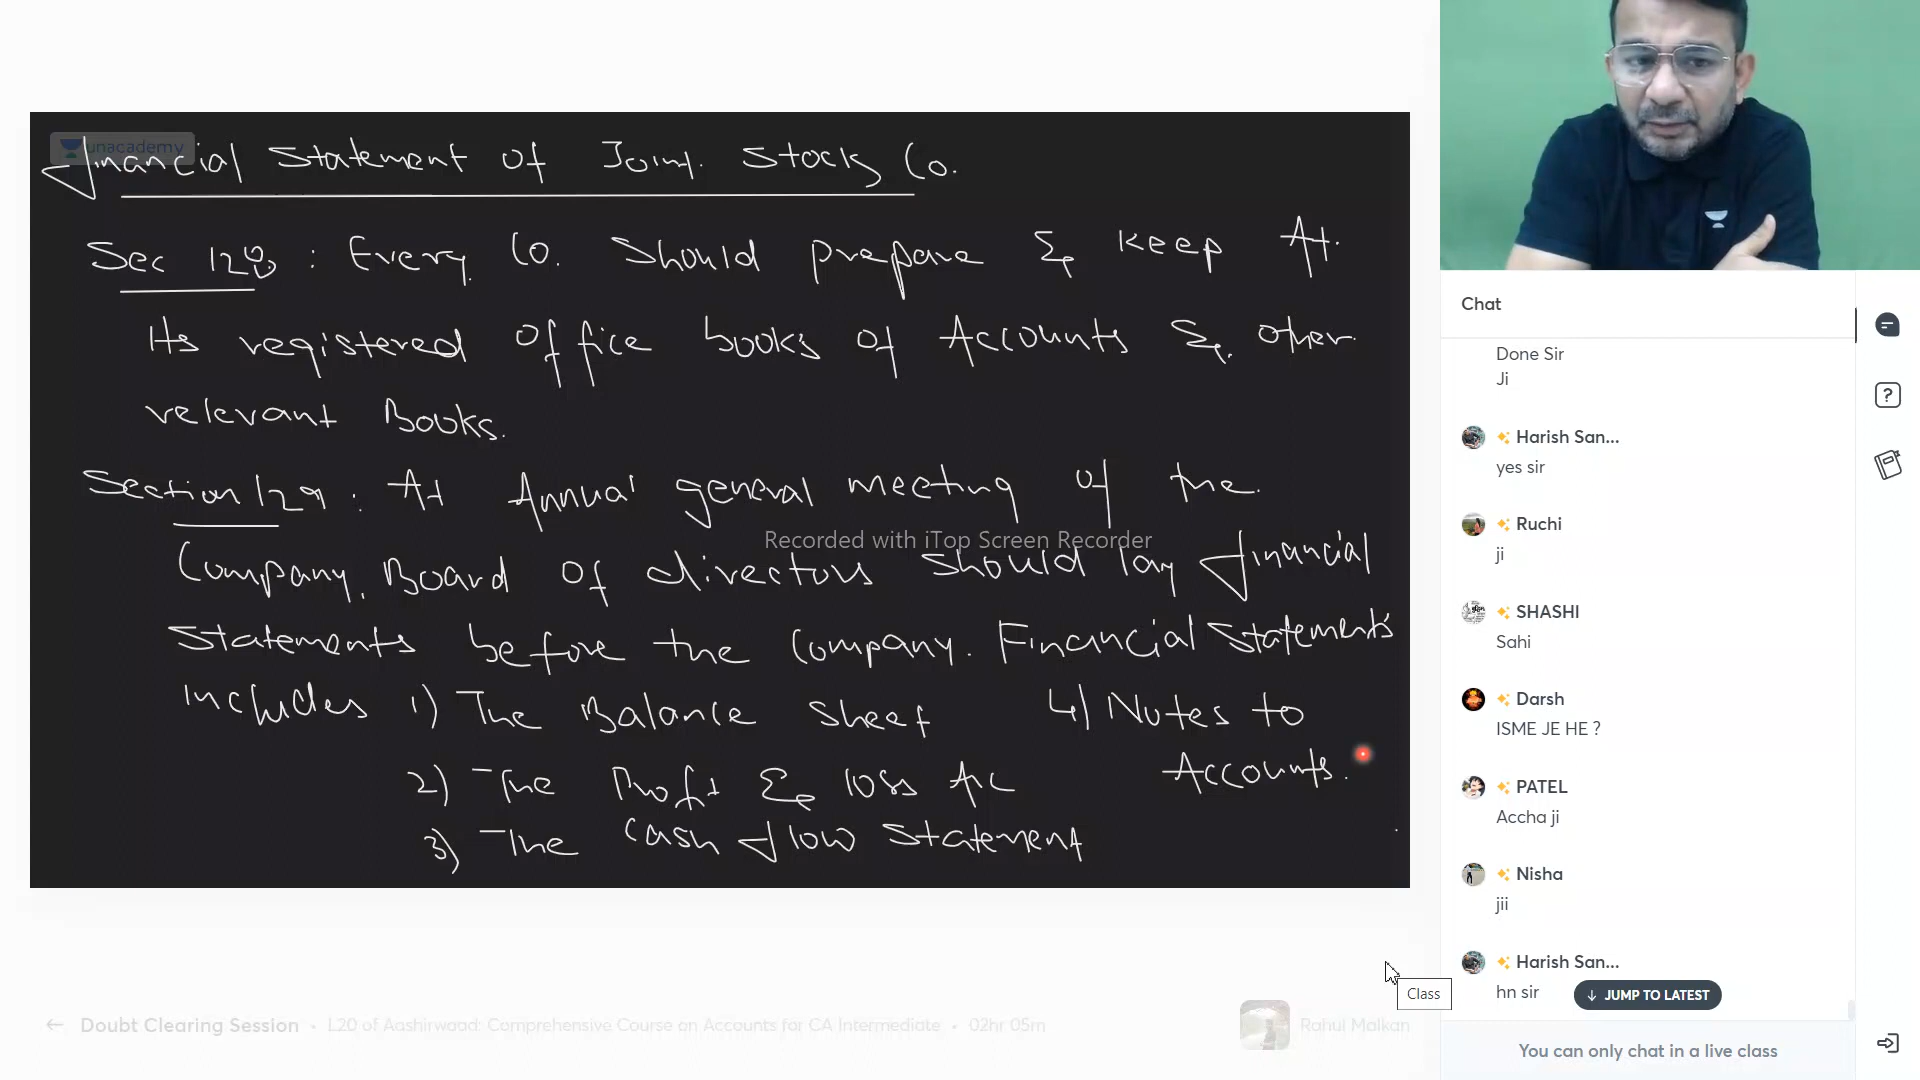 unacademy
Financial Statement of Joint Stock Co.
Sec 128 : Every Co. Should prepare & keep At
Its registered office books of Accounts & other
relevant Books.
Section 129 : At Annual general meeting of the
Recorded with iTop Screen Recorder
Company, Board of directors should lay financial
Statements before the company. Financial Statements
includes 1) The Balance sheet 4) Notes to
Accounts.
2) The Profit & loss A/c
3) The cash flow statement
Chat
Done Sir
Ji
Harish San...
yes sir
Ruchi
ji
SHASHI
Sahi
Darsh
ISME JE HE ?
PATEL
Accha ji
Nisha
jii
Harish San...
hn sir
JUMP TO LATEST
Class
You can only chat in a live class
Doubt Clearing Session • L20 of Aashirwaad: Comprehensive Course on Accounts for CA Intermediate • 02hr 05m
Rahul Malkan